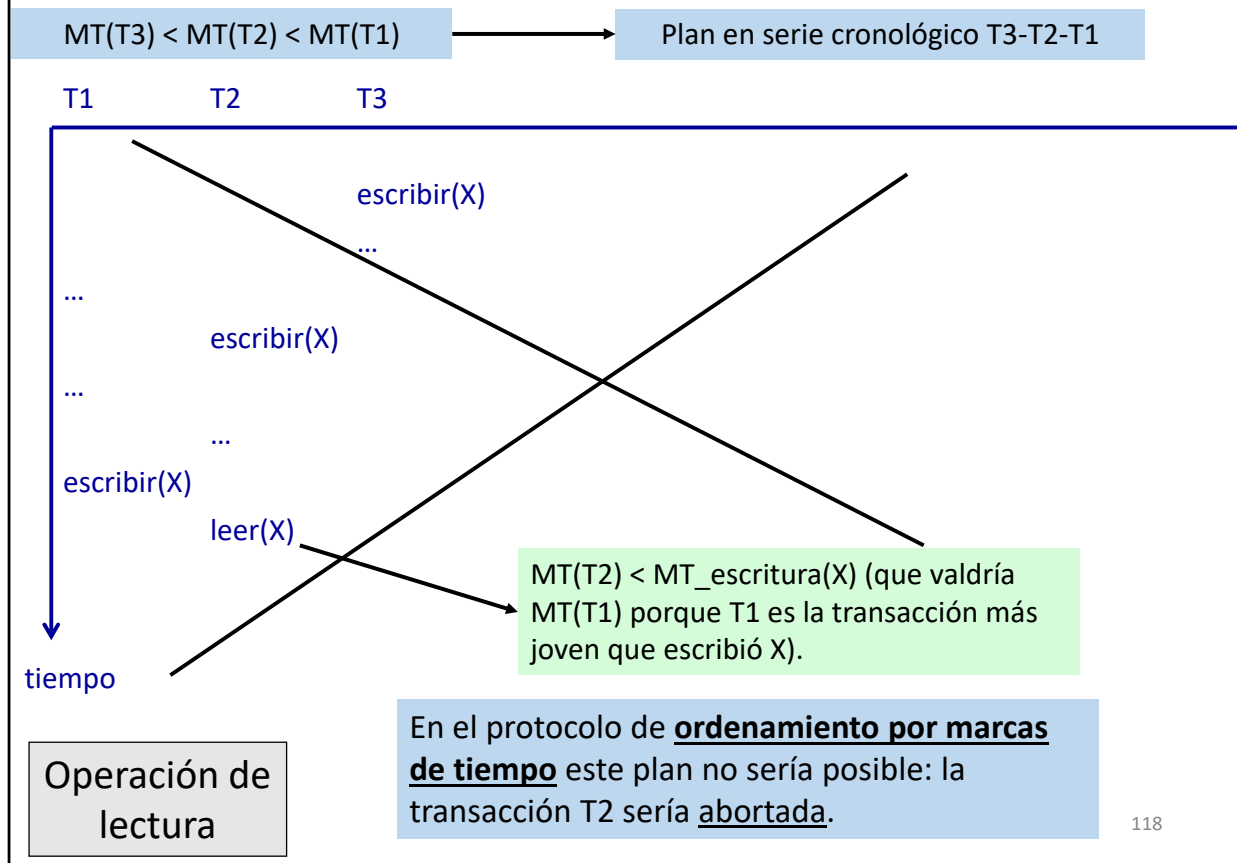 MT(T3) < MT(T2) < MT(T1)
Plan en serie cronológico T3-T2-T1
T1 T2 T3
escribir(X)
...
...
escribir(X)
...
...
escribir(X)
leer(X)
MT(T2) < MT_escritura(X) (que valdría
MT(T1) porque T1 es la transacción más
joven que escribió X).
tiempo
En el protocolo de ordenamiento por marcas
de tiempo este plan no sería posible: la
transacción T2 sería abortada.
Operación de
lectura
118